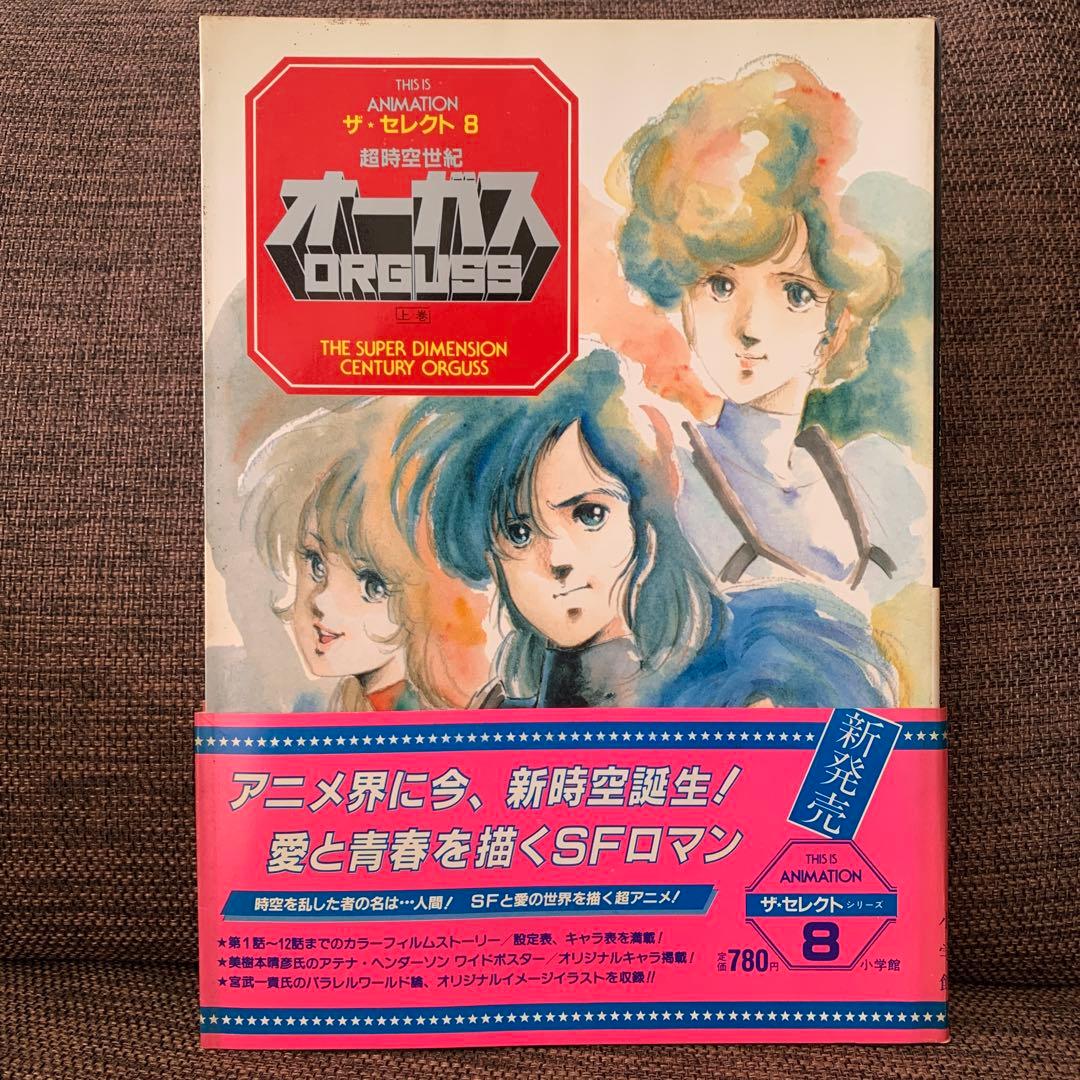 THIS IS
ANIMATION
ザ★セレクト 8
超時空世紀
オーガス
ORGUSS
上巻
THE SUPER DIMENSION
CENTURY ORGUSS
新発売
アニメ界に今、新時空誕生!
愛と青春を描くSFロマン
時空を乱した者の名は…人間! SFと愛の世界を描く超アニメ!
★第1話〜12話までのカラーフィルムストーリー/設定表、キャラ表を満載!
★美樹本晴彦氏のアテナ・ヘンダーソン ワイドポスター/オリジナルキャラ掲載!
★宮武一貴氏のパラレルワールド論、オリジナルイメージイラストを収録!!
定価780円
THIS IS
ANIMATION
ザ★セレクトシリーズ
8
小学館
小学館